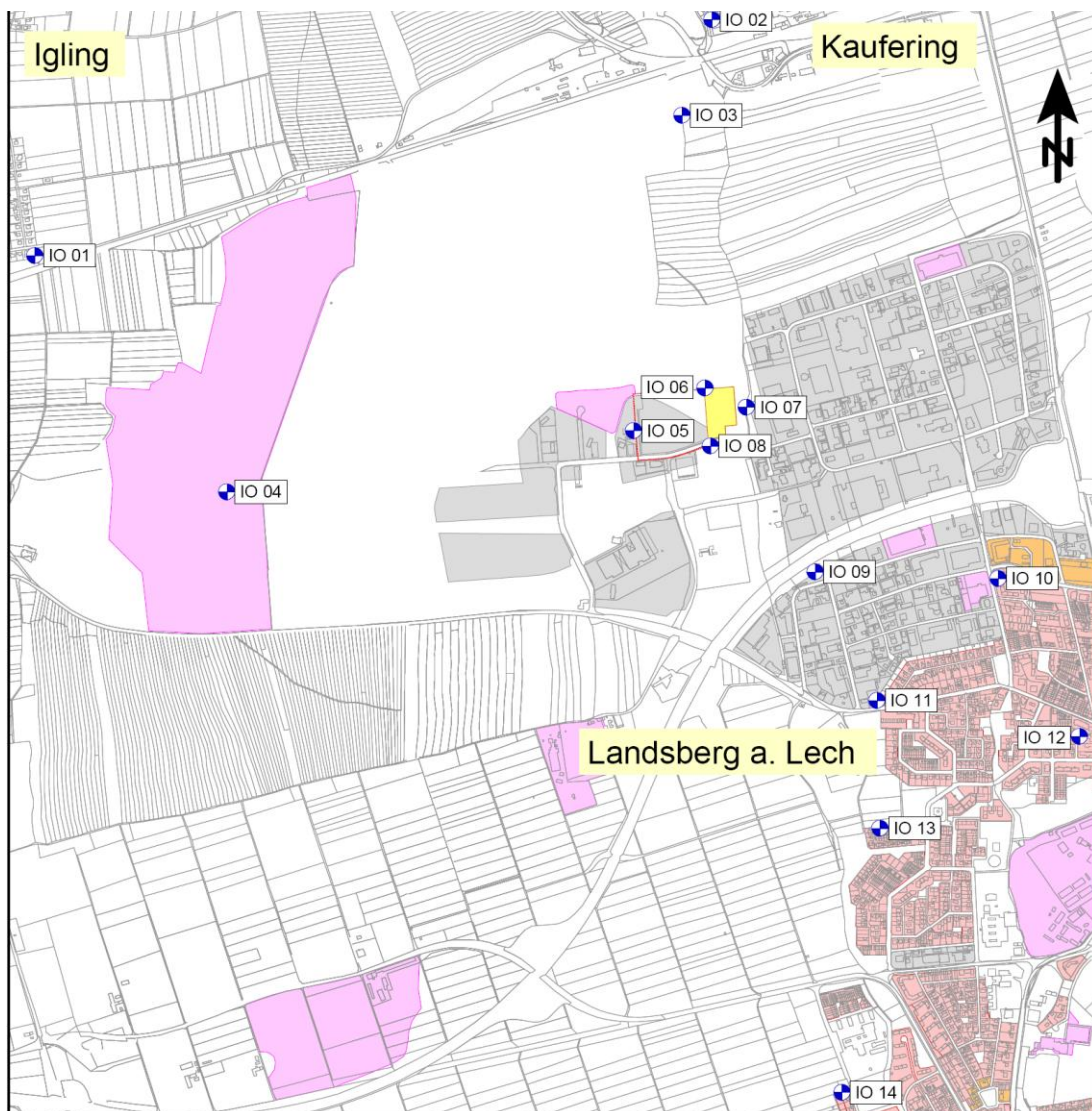 IO 02
Igling
Kaufering
IO 03
N
IO 01
IO 06
IO 07
IO 05
IO 08
IO 04
IO 09
IO 10
IO 11
IO 12
Landsberg a. Lech
IO 13
IO 14